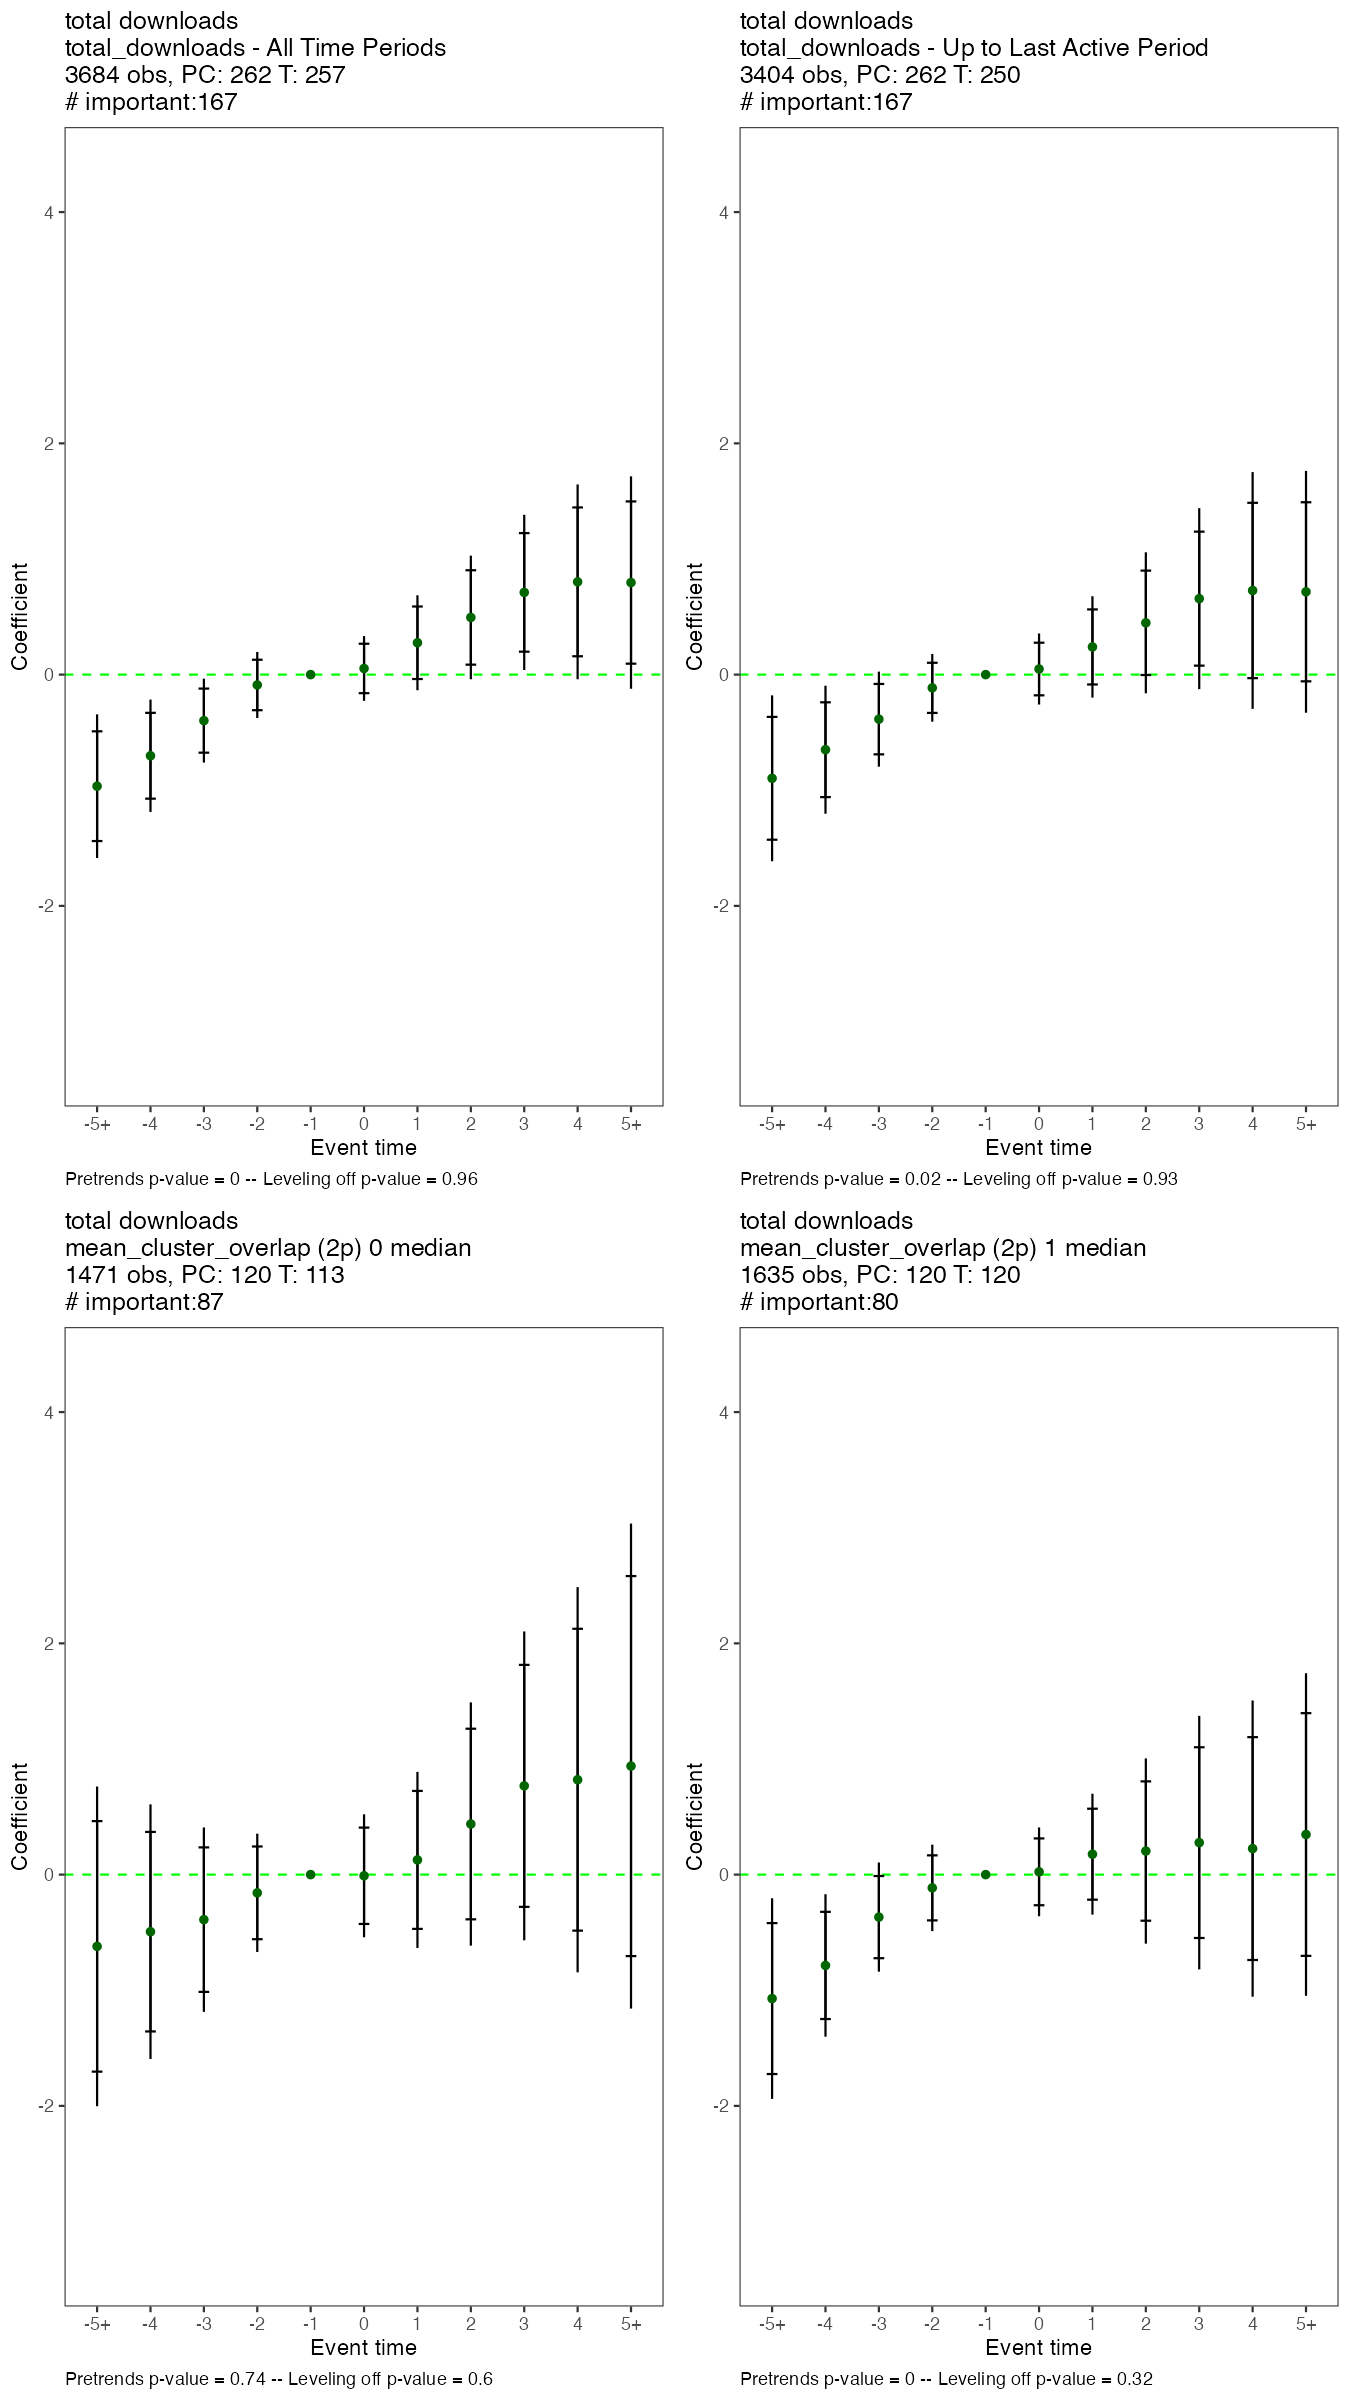 total downloads
total_downloads - All Time Periods
3684 obs, PC: 262 T: 257
# important:167
4
2
0
-2
Coefficient
-5+ -4 -3 -2 -1 0 1 2 3 4 5+
Event time
Pretrends p-value = 0 -- Leveling off p-value = 0.96
total downloads
total_downloads - Up to Last Active Period
3404 obs, PC: 262 T: 250
# important:167
4
2
0
-2
Coefficient
-5+ -4 -3 -2 -1 0 1 2 3 4 5+
Event time
Pretrends p-value = 0.02 -- Leveling off p-value = 0.93
total downloads
mean_cluster_overlap (2p) 0 median
1471 obs, PC: 120 T: 113
# important:87
4
2
0
-2
Coefficient
-5+ -4 -3 -2 -1 0 1 2 3 4 5+
Event time
Pretrends p-value = 0.74 -- Leveling off p-value = 0.6
total downloads
mean_cluster_overlap (2p) 1 median
1635 obs, PC: 120 T: 120
# important:80
4
2
0
-2
Coefficient
-5+ -4 -3 -2 -1 0 1 2 3 4 5+
Event time
Pretrends p-value = 0 -- Leveling off p-value = 0.32